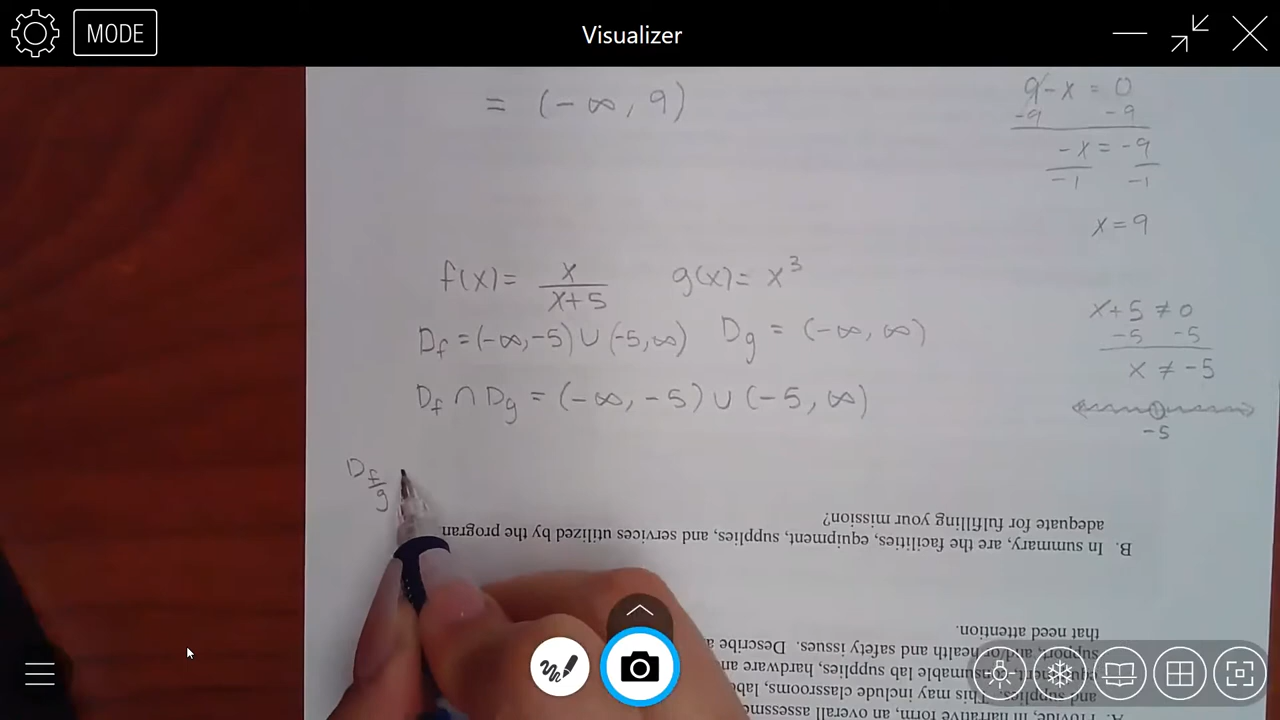 MODE
Visualizer
= (-∞, 9)
9-x = 0
-9 -9
-x = -9
-1 -1
x = 9
f(x) = x/(x+5) g(x) = x³
D_f = (-∞, -5) ∪ (-5, ∞) D_g = (-∞, ∞)
D_f ∩ D_g = (-∞, -5) ∪ (-5, ∞)
x+5 ≠ 0
-5 -5
x ≠ -5
-5
D_f/g
B. In summary, are the facilities, equipment, supplies, and services utilized by the program
adequate for fulfilling your mission?
A. Provide, in narrative form, an overall
and supplies. This may include classrooms,
equipment, consumable lab supplies, hardware
support, and/or health and safety issues. Describe
that need attention.